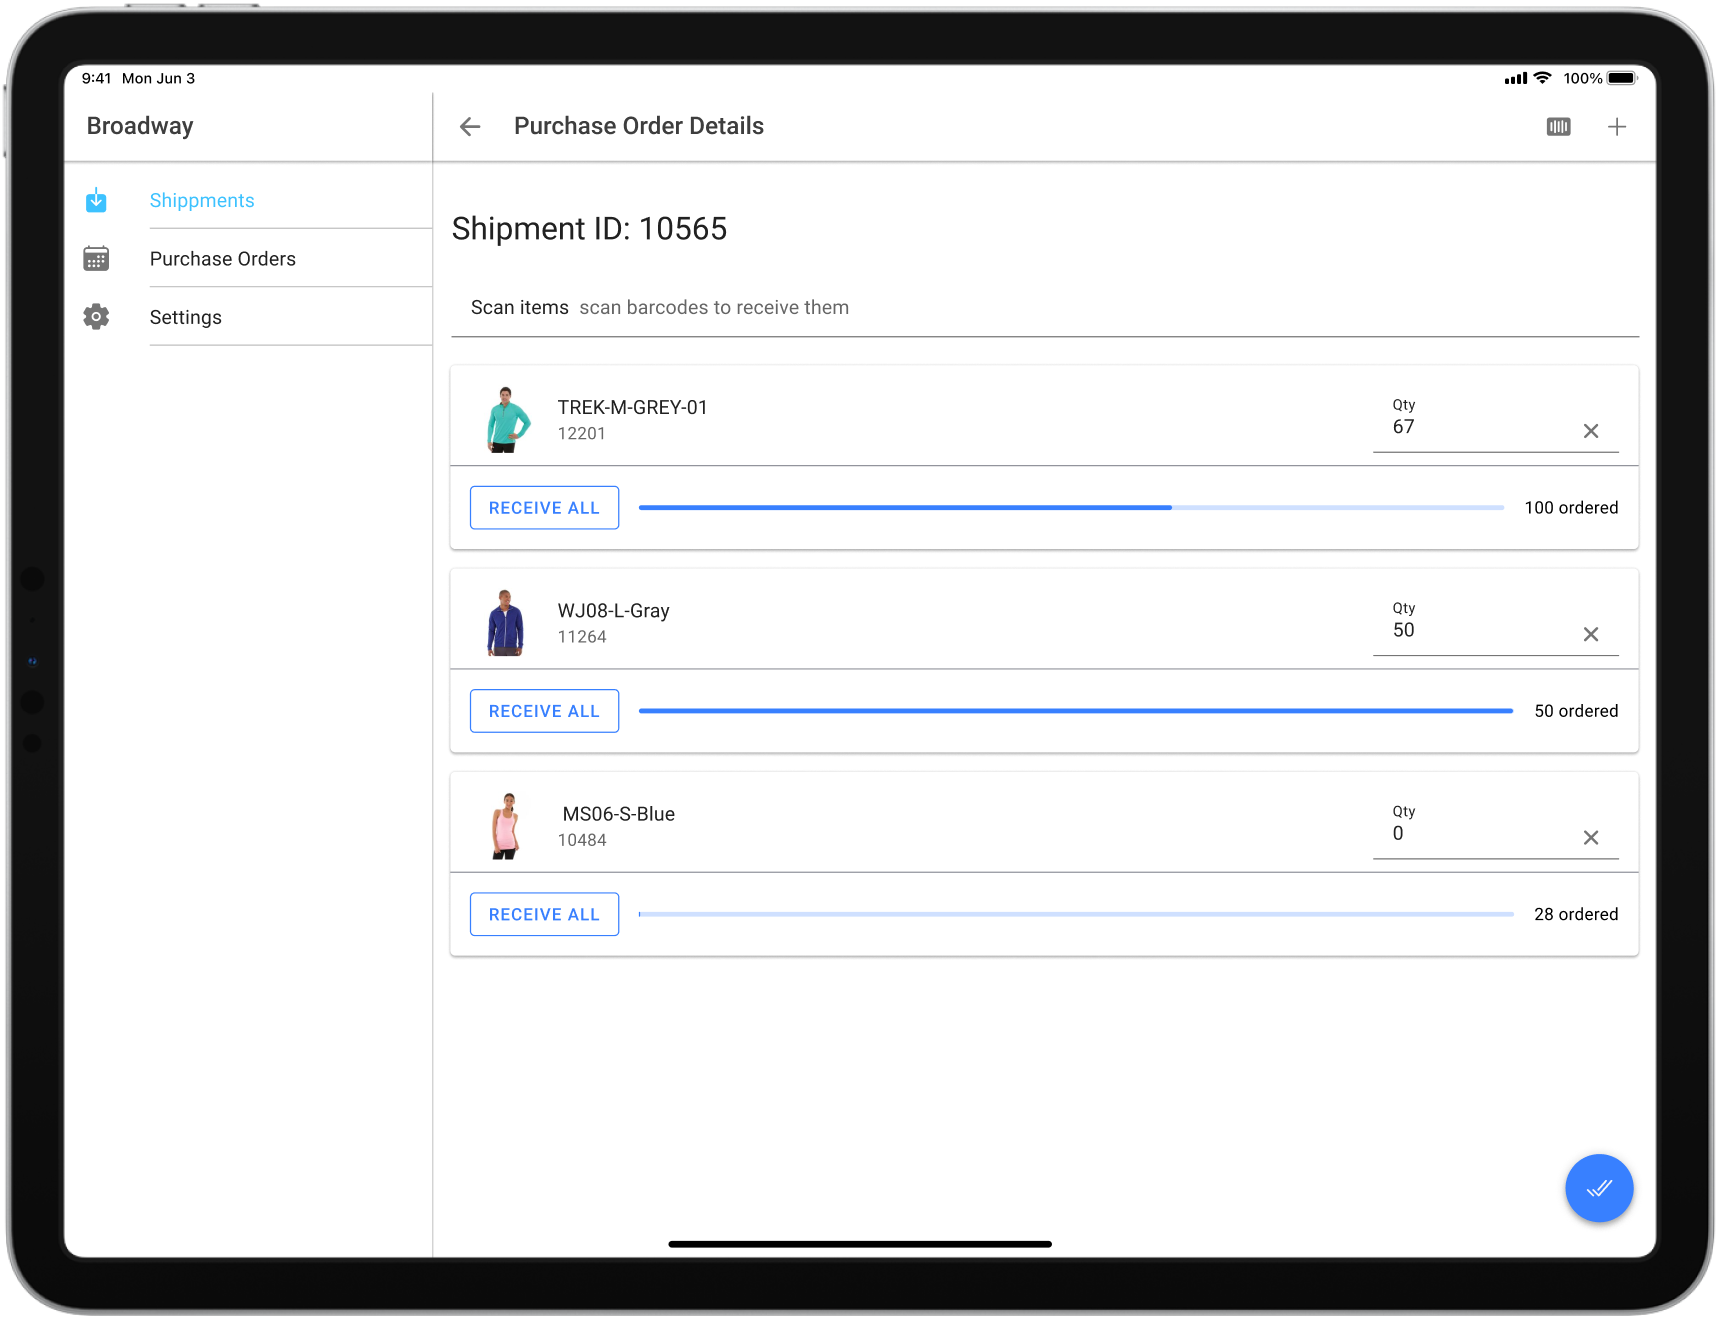 9:41 Mon Jun 3
100%
Broadway
Purchase Order Details
Shippments
Purchase Orders
Settings
Shipment ID: 10565
Scan items scan barcodes to receive them
TREK-M-GREY-01
12201
Qty
67
RECEIVE ALL
100 ordered
WJ08-L-Gray
11264
Qty
50
RECEIVE ALL
50 ordered
MS06-S-Blue
10484
Qty
0
RECEIVE ALL
28 ordered